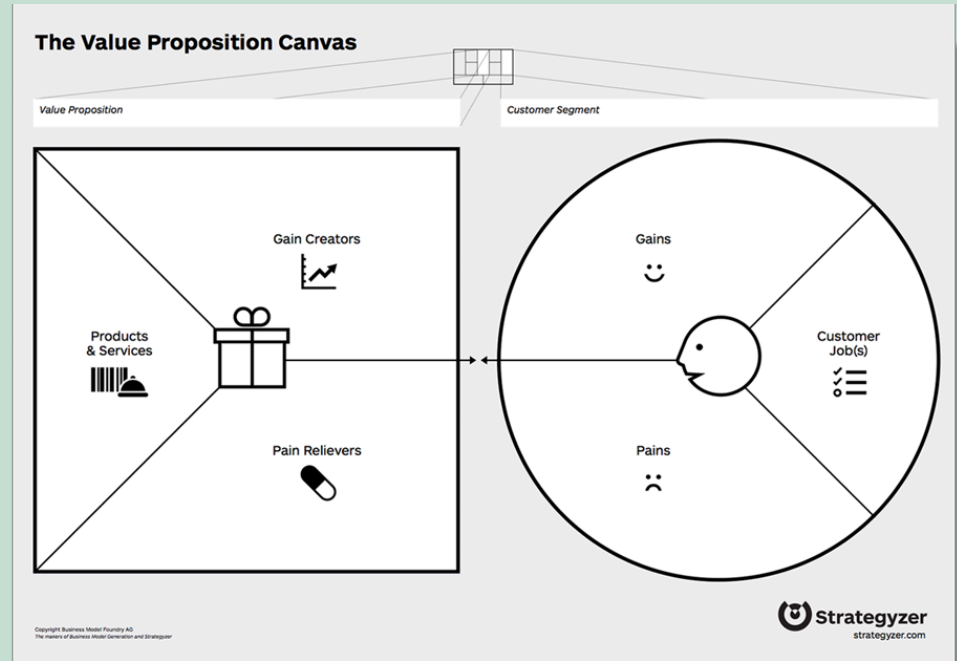 The Value Proposition Canvas
Value Proposition
Customer Segment
Gain Creators
Gains
Products
& Services
Customer
Job(s)
Pain Relievers
Pains
Copyright Business Model Foundry AG
The makers of Business Model Generation and Strategyzer
Strategyzer
strategyzer.com